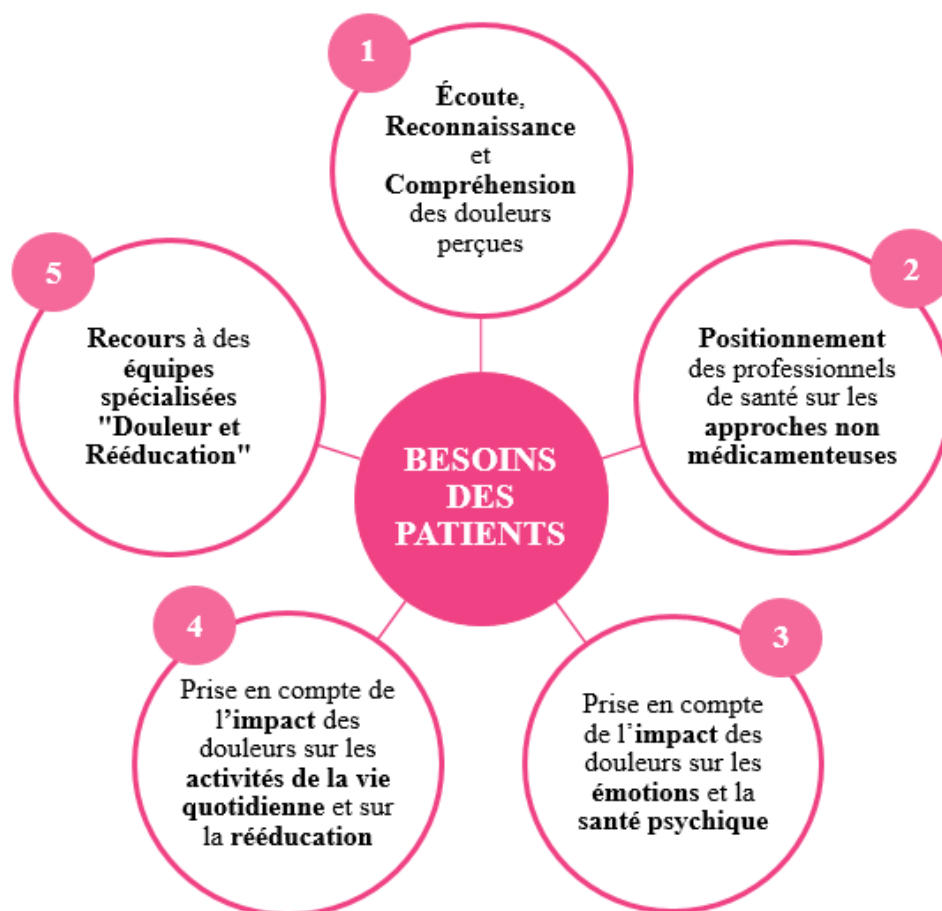 BESOINS
DES
PATIENTS
1
Écoute,
Reconnaissance
et
Compréhension
des douleurs
perçues
2
Positionnement
des professionnels
de santé sur les
approches non
médicamenteuses
3
Prise en compte
de l'impact des
douleurs sur les
émotions et la
santé psychique
4
Prise en compte de
l'impact des
douleurs sur les
activités de la vie
quotidienne et sur
la rééducation
5
Recours à des
équipes
spécialisées
"Douleur et
Rééducation"